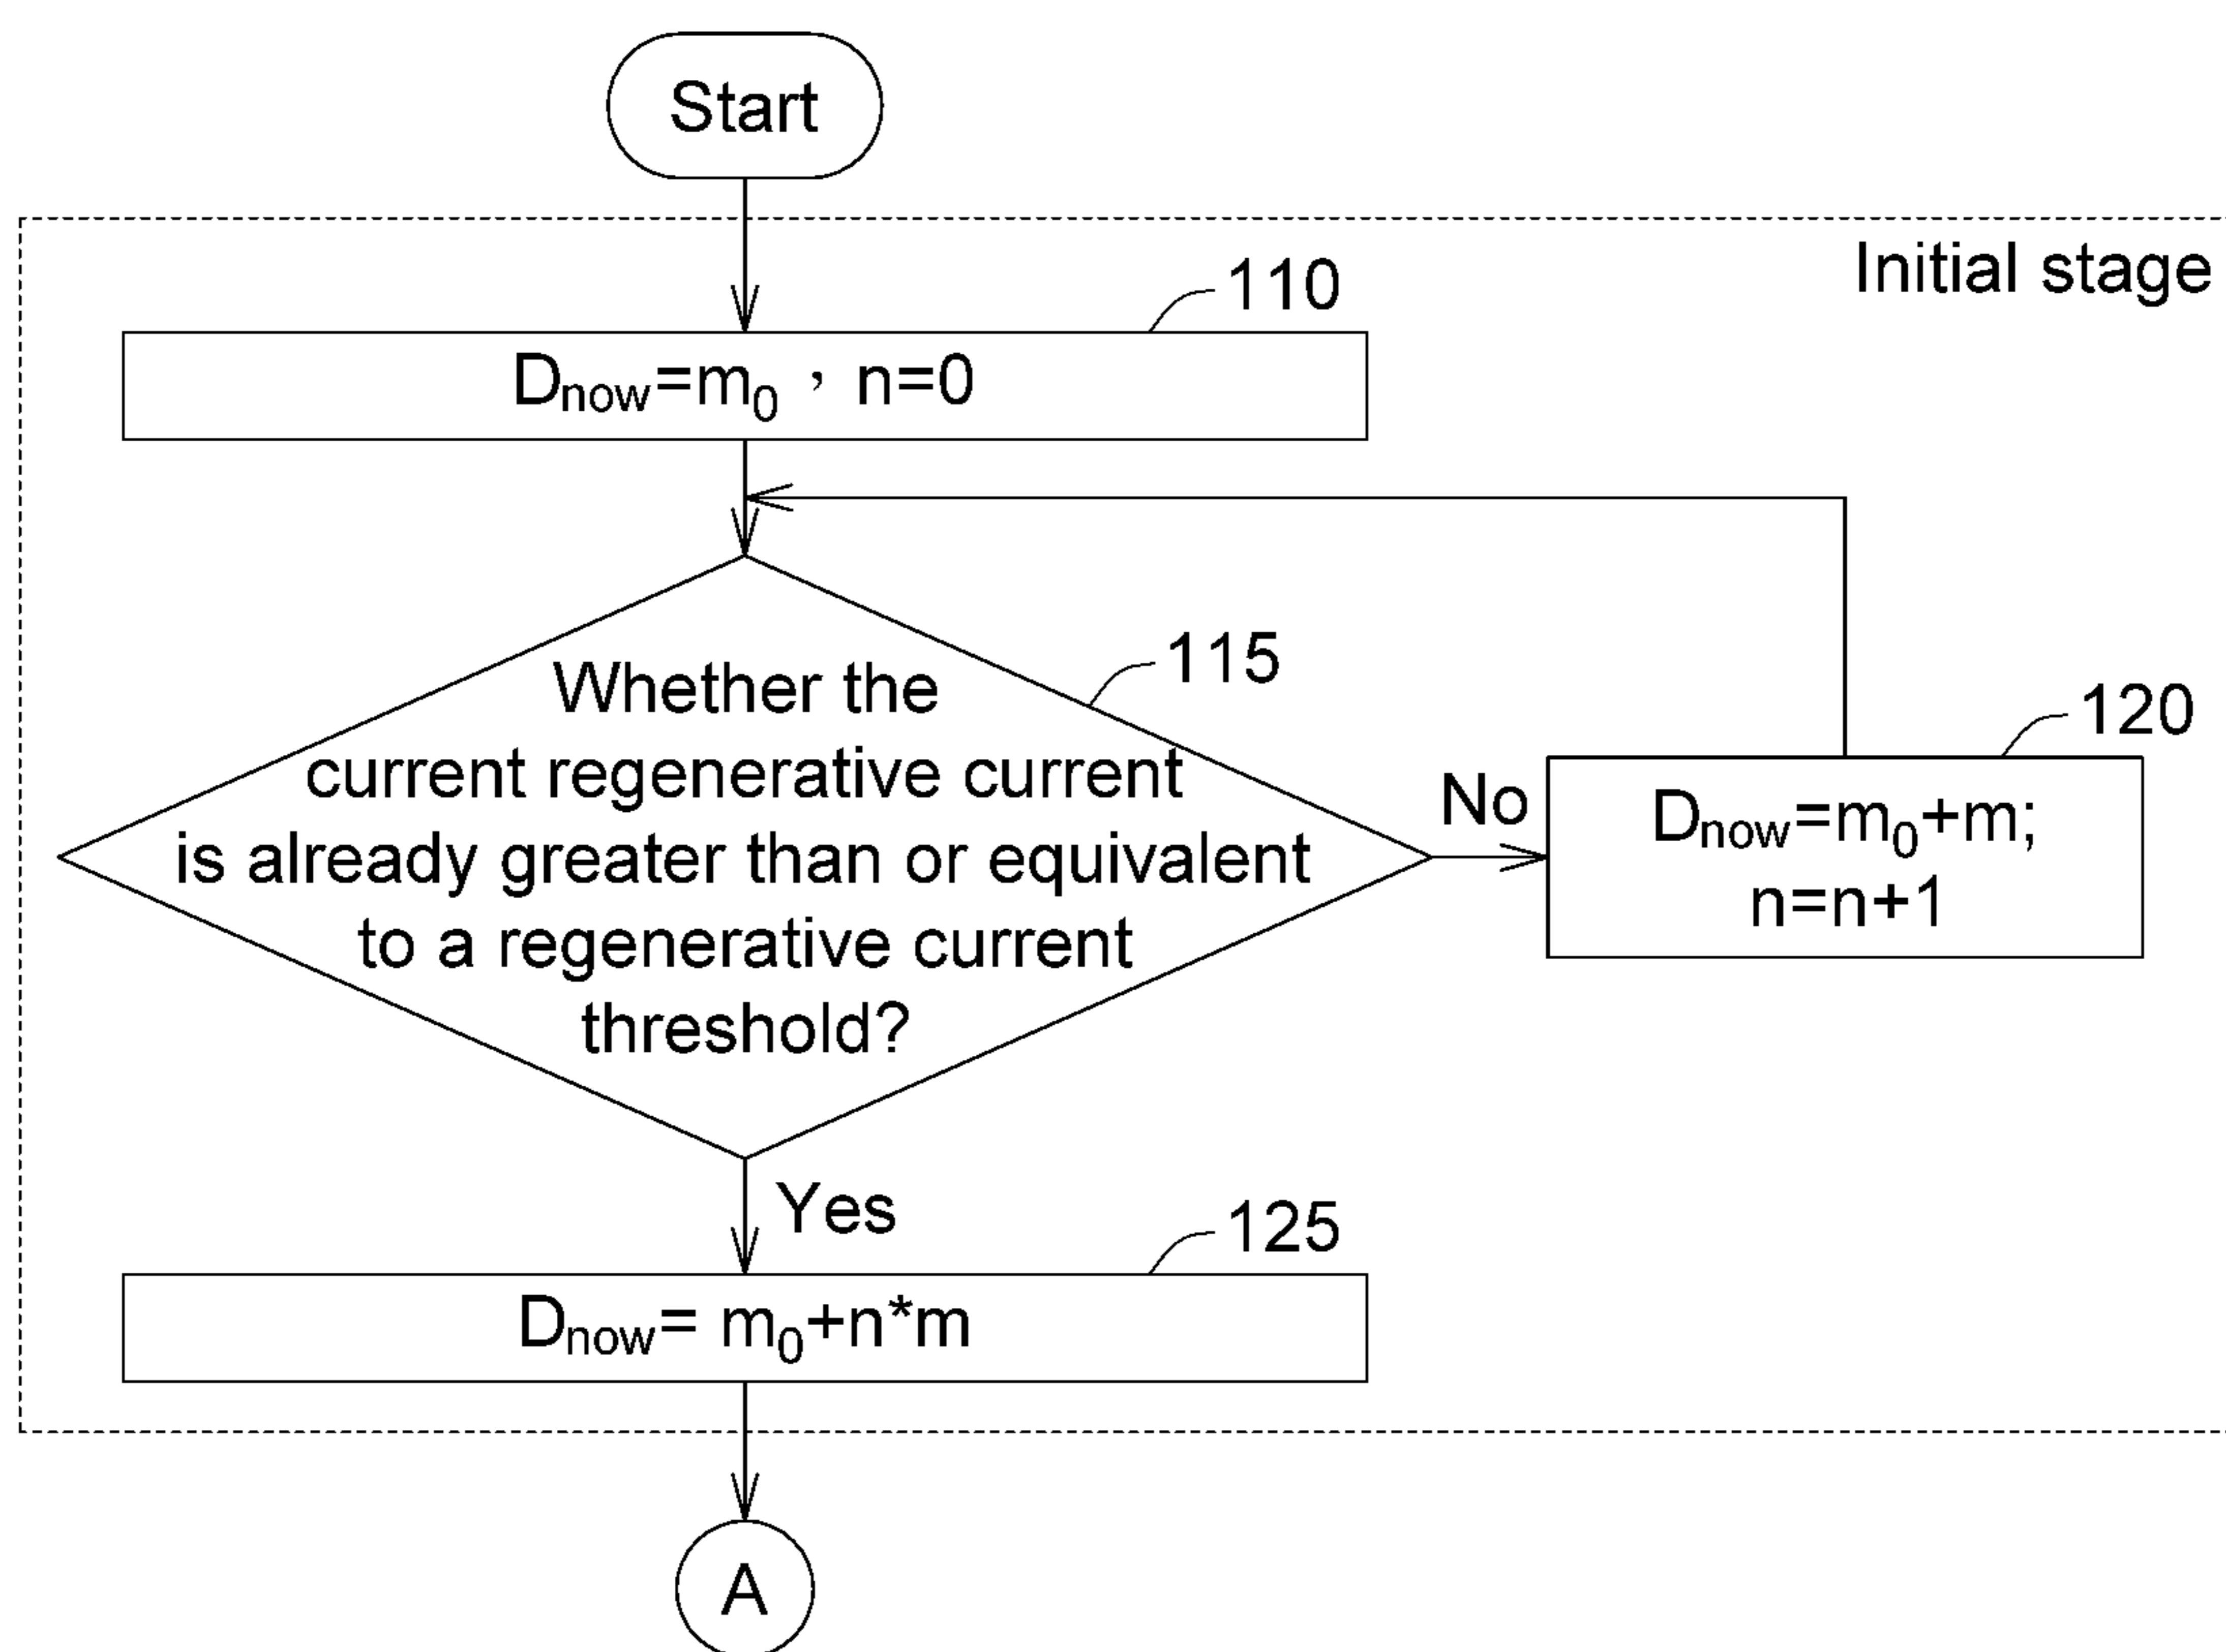 Start
Initial stage
110
Dnow=m0，n=0
115
Whether the
current regenerative current
is already greater than or equivalent
to a regenerative current
threshold?
No
120
Dnow=m0+m;
n=n+1
Yes
125
Dnow= m0+n*m
A